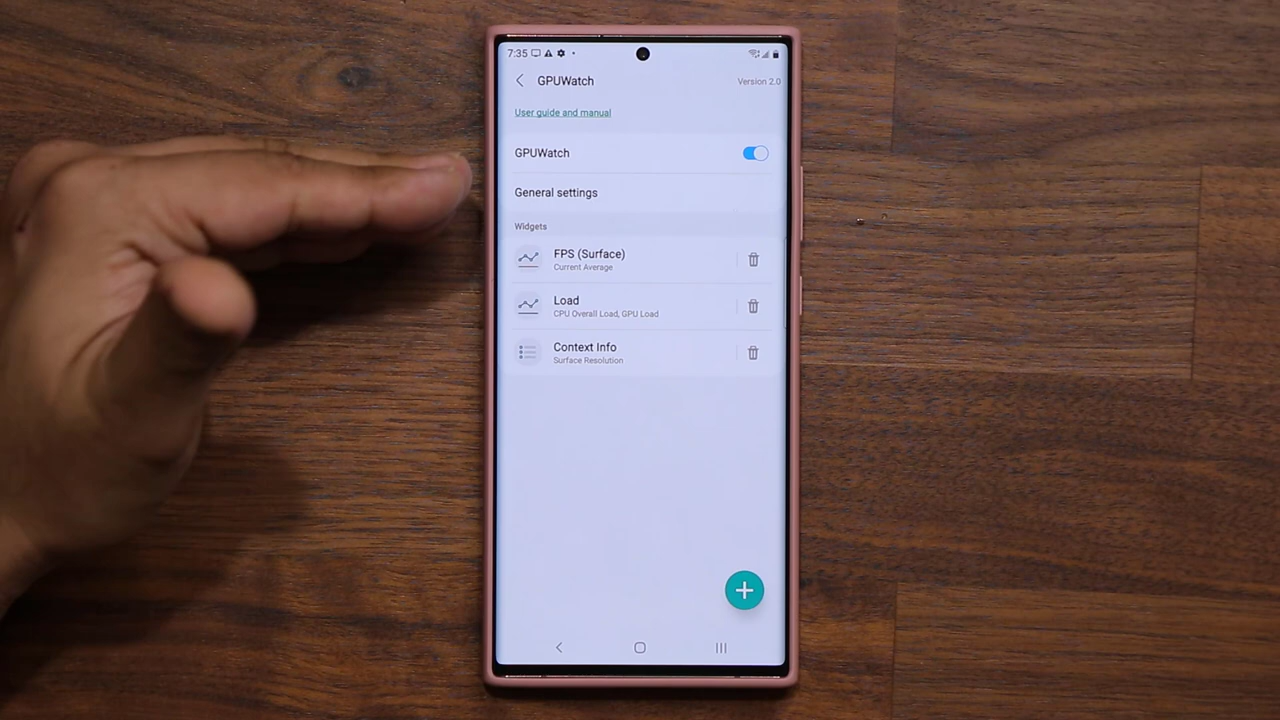 7:35
GPUWatch
Version 2.0
User guide and manual
GPUWatch
General settings
Widgets
FPS (Surface)
Current Average
Load
CPU Overall Load, GPU Load
Context Info
Surface Resolution